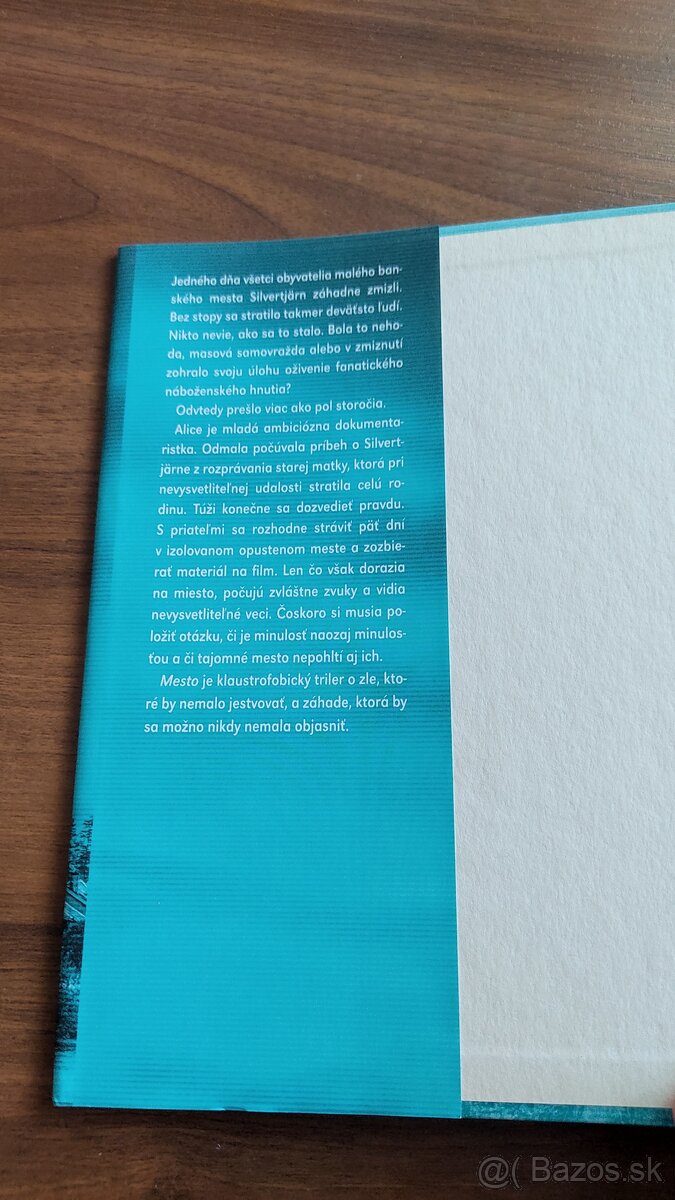 Jedného dňa všetci obyvatelia malého ban-
ského mesta Silvertjärn záhadne zmizli.
Bez stopy sa stratilo takmer deväťsto ľudí.
Nikto nevie, ako sa to stalo. Bola to neho-
da, masová samovražda alebo v zmiznutí
zohralo svoju úlohu oživenie fanatického
náboženského hnutia?
Odvtedy prešlo viac ako pol storočia.
Alice je mladá ambiciózna dokumenta-
ristka. Odmala počúvala príbeh o Silvert-
järne z rozprávania starej matky, ktorá pri
nevysvetliteľnej udalosti stratila celú ro-
dinu. Túži konečne sa dozvedieť pravdu.
S priateľmi sa rozhodne stráviť päť dní
v izolovanom opustenom meste a zozbie-
rať materiál na film. Len čo však dorazia
na miesto, počujú zvláštne zvuky a vidia
nevysvetliteľné veci. Čoskoro si musia po-
ložiť otázku, či je minulosť naozaj minulos-
ťou a či tajomné mesto nepohltí aj ich.
Mesto je klaustrofobický triler o zle, kto-
ré by nemalo jestvovať, a záhade, ktorá by
sa možno nikdy nemala objasniť.
@( Bazos.sk